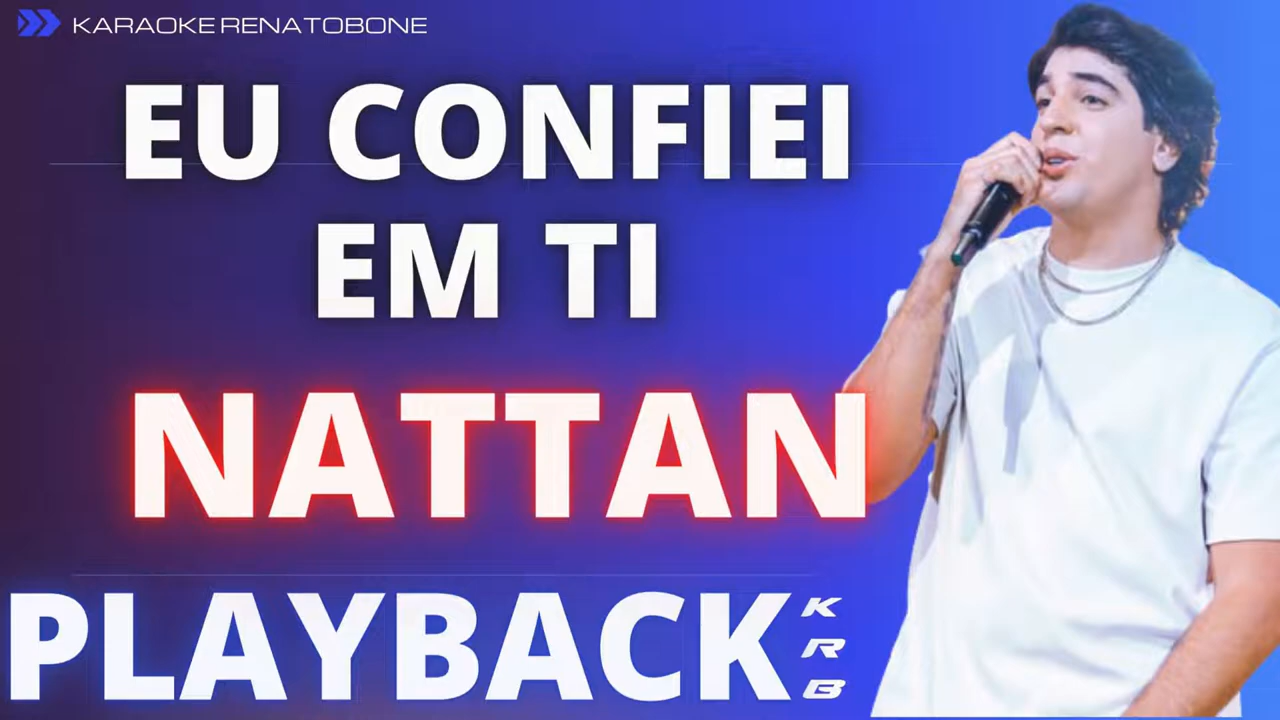 KARAOKE RENATOBONE
EU CONFIEI
EM TI
NATTAN
PLAYBACK
K
R
B